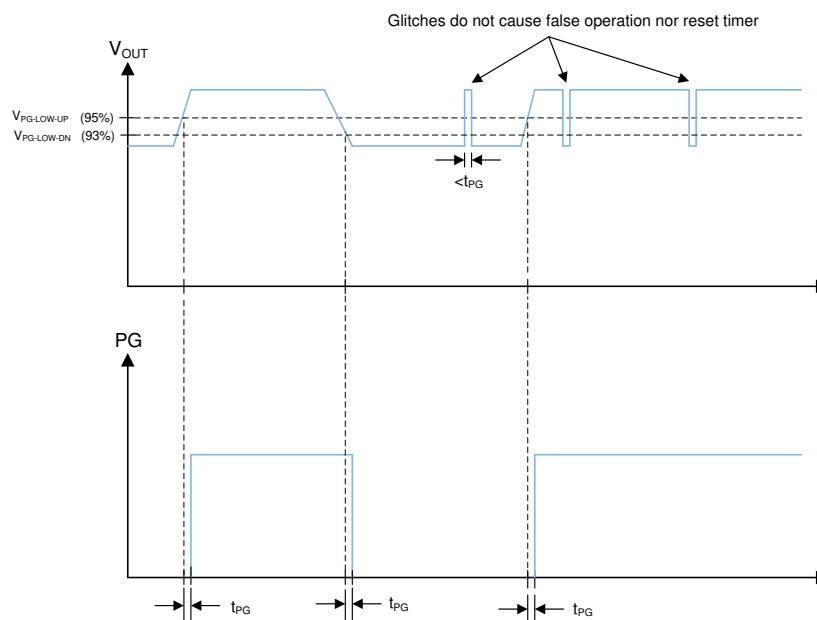 Glitches do not cause false operation nor reset timer
VOUT
VPG-LOW-UP (95%)
VPG-LOW-DN (93%)
<tPG
PG
tPG
tPG
tPG